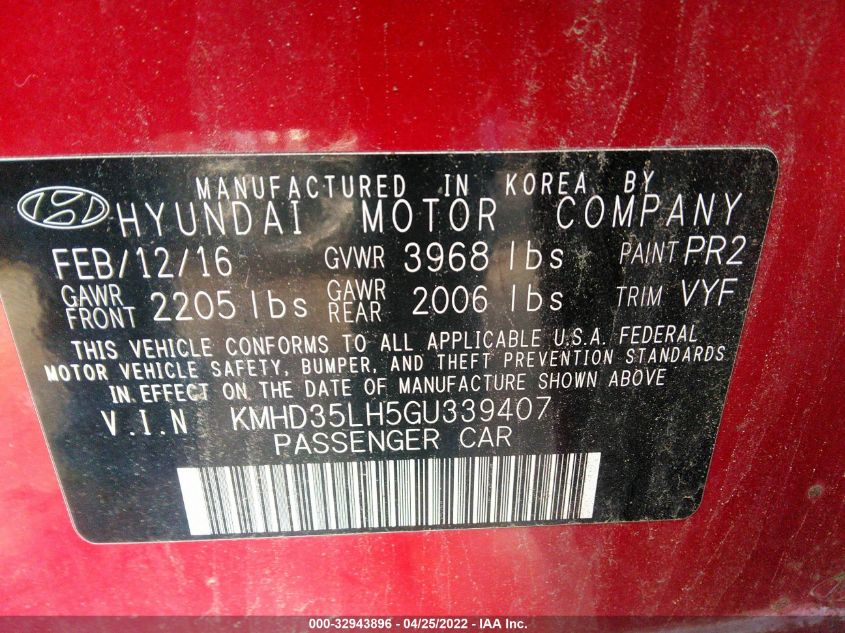 MANUFACTURED IN KOREA BY
HYUNDAI MOTOR COMPANY
FEB/12/16 GVWR 3968 lbs PAINT PR2
GAWR FRONT 2205 lbs GAWR REAR 2006 lbs TRIM VYF
THIS VEHICLE CONFORMS TO ALL APPLICABLE U.S.A. FEDERAL
MOTOR VEHICLE SAFETY, BUMPER, AND THEFT PREVENTION STANDARDS
IN EFFECT ON THE DATE OF MANUFACTURE SHOWN ABOVE
V.I.N KMHD35LH5GU339407
PASSENGER CAR
000-32943896 - 04/25/2022 - IAA Inc.